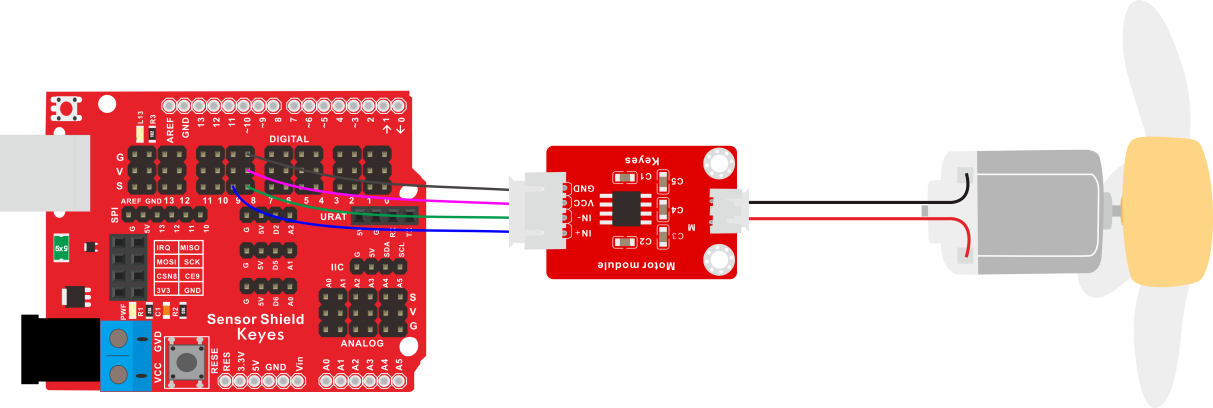 L13
R3
AREF
GND
13
12
11
~10
~9
8
7
~6
~5
4
~3
2
1
0
DIGITAL
G
V
S
AREF GND 13 12 11 10 9 8 7 6 5 4 3 2 1 0
SPI
G 5V 13 12 11 10
G 5V D2 A2
URAT
5V G
IRQ MISO
MOSI SCK
CSN8 CE9
3V3 GND
5x5
G 5V D5 A1
IIC
G 5V SDA SCL
G 5V D6 A0
A0 A1 A2 A3 A4 A5
S
V
G
PWF R1 C1 R2
Sensor Shield
Keyes
ANALOG
GVD
VCC
RESE
RES
3.3V
5V
GND
Vin
A0
A1
A2
A3
A4
A5
Keyes
C1
C5
GND
VCC
IN-
IN+
C4
C2
C3
M
Motor module